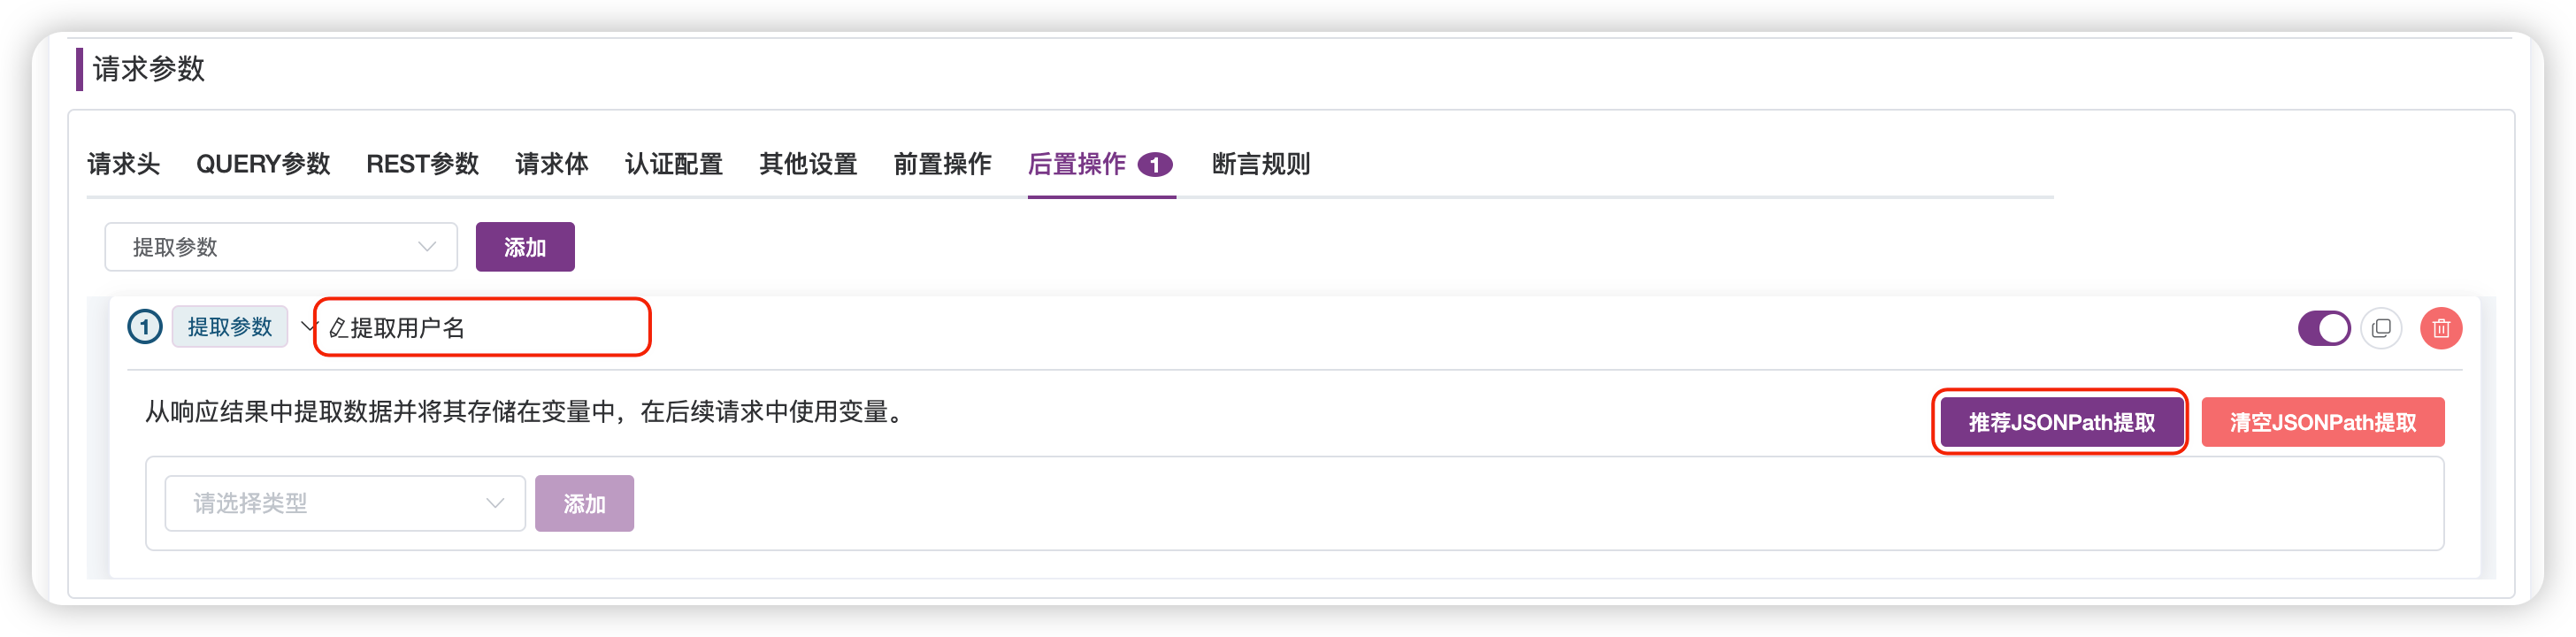 请求参数
请求头 QUERY参数 REST参数 请求体 认证配置 其他设置 前置操作 后置操作 1 断言规则
提取参数 添加
1 提取参数 提取用户名
从响应结果中提取数据并将其存储在变量中，在后续请求中使用变量。 推荐JSONPath提取 清空JSONPath提取
请选择类型 添加